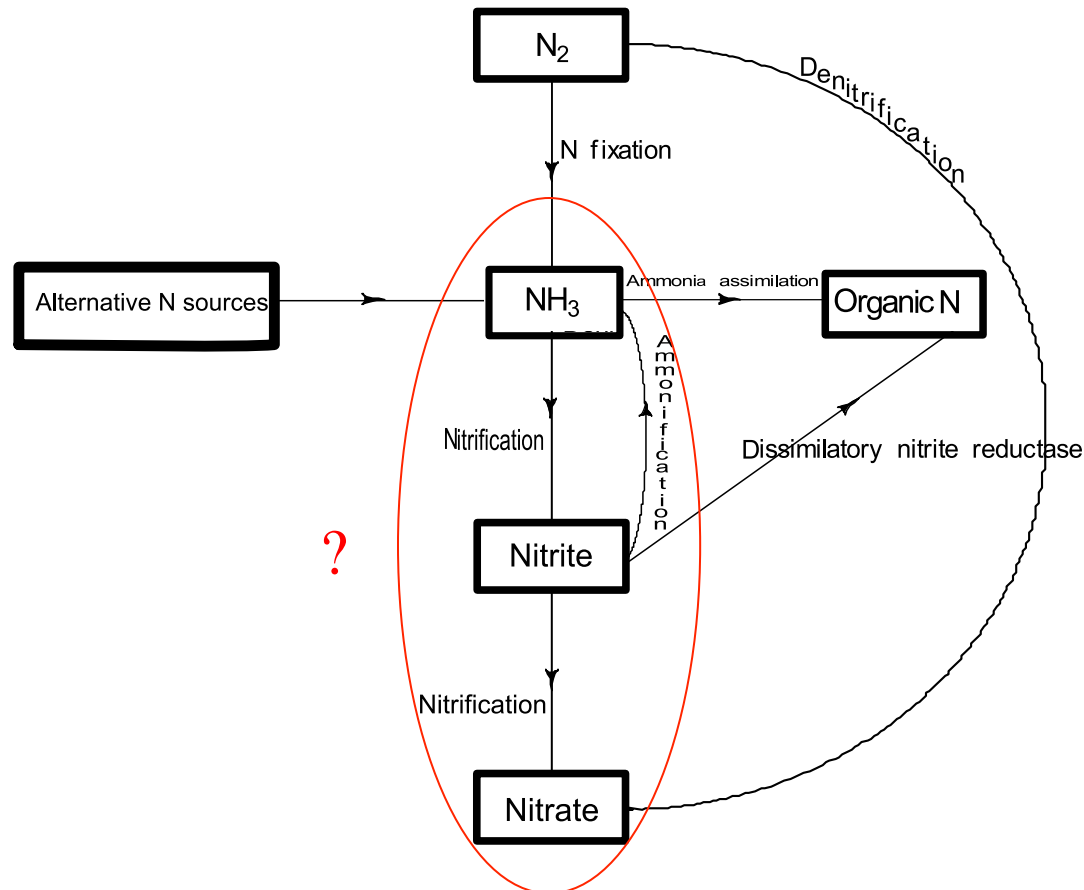 N₂
Denitrification
N fixation
Alternative N sources
NH₃
Ammonia assimilation
Organic N
Ammonification
Nitrification
Dissimilatory nitrite reductase
?
Nitrite
Nitrification
Nitrate